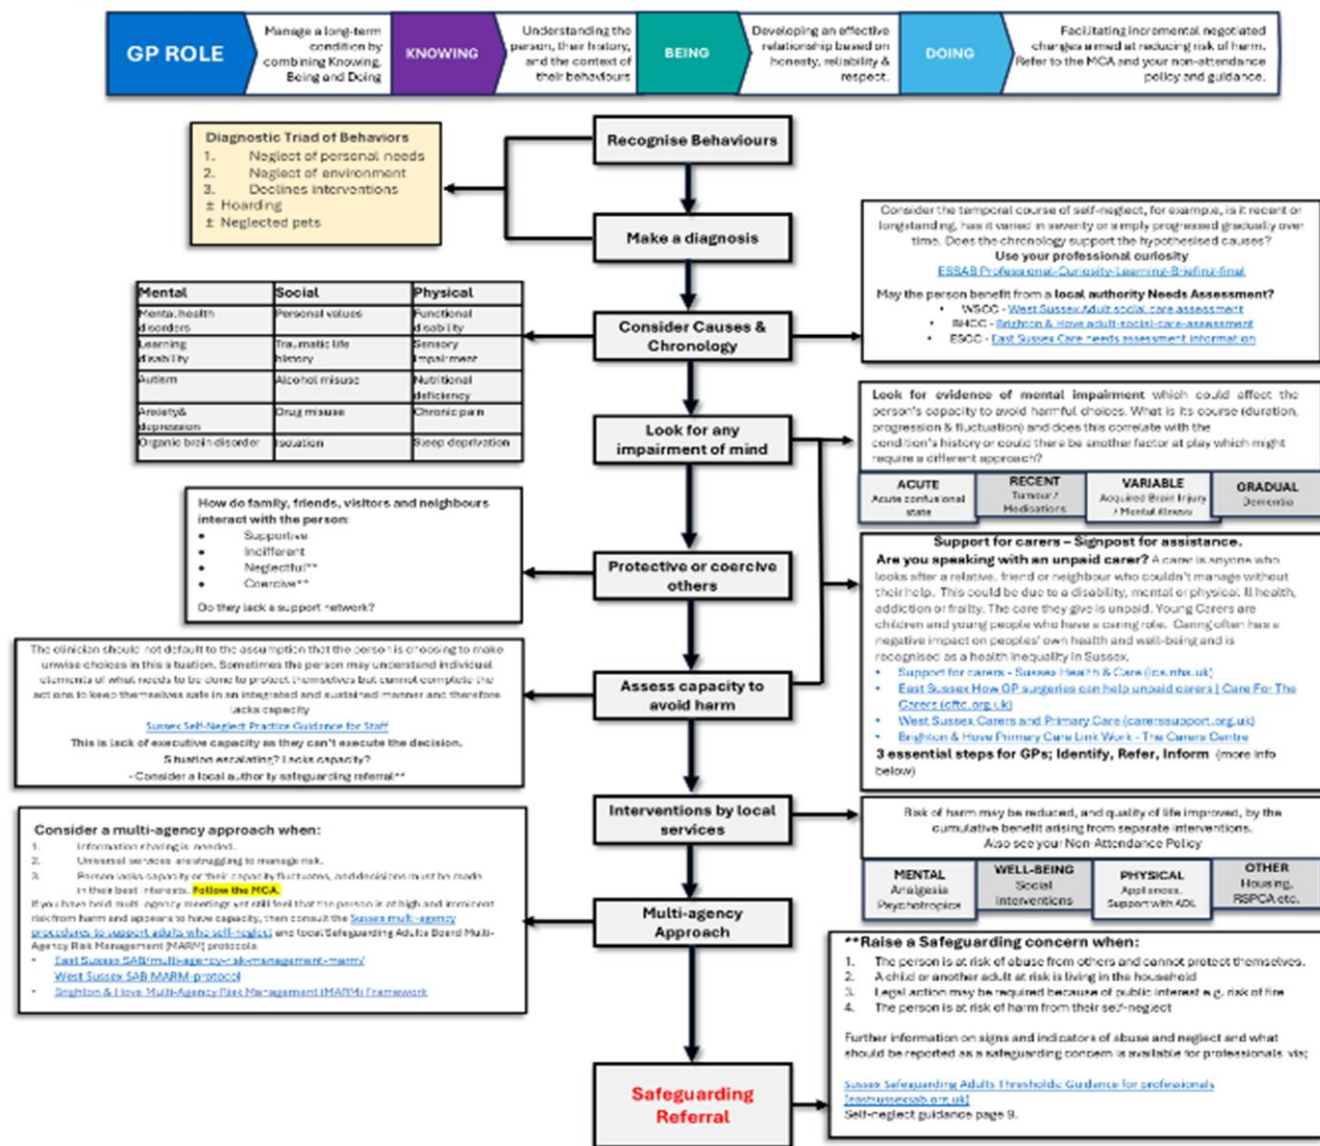 GP ROLE
Manage a long-term
condition by
combining Knowing,
Being and Doing
KNOWING
Understanding the
person, their history,
and the context of
their behaviours
BEING
Developing an effective
relationship based on
honesty, reliability &
respect.
DOING
Facilitating incremental negotiated
changes aimed at reducing risk of harm.
Refer to the MCA and your non-attendance
policy and guidance.
Recognise Behaviours
Diagnostic Triad of Behaviors
1. Neglect of personal needs
2. Neglect of environment
3. Declines interventions
± Hoarding
± Neglected pets
Make a diagnosis
Consider the temporal course of self-neglect, for example, is it recent or
longstanding, has it varied in severity or simply progressed gradually over
time. Does the chronology support the hypothesised causes?
Use your professional curiosity
ESSAB Professional-Curiosity-Learning-Briefing-final
May the person benefit from a local authority Needs Assessment?
• WSCC - West Sussex Adult social care assessment
• BHCC - Brighton & Hove adult-social-care-assessment
• ESCC - East Sussex Care needs assessment information
Mental Social Physical
Mental health disorders Personal values Functional disability
Learning disability Traumatic life history Sensory impairment
Autism Alcohol misuse Nutritional deficiency
Anxiety& depression Drug misuse Chronic pain
Organic brain disorder Isolation Sleep deprivation
Consider Causes &
Chronology
Look for any
impairment of mind
Look for evidence of mental impairment which could affect the
person's capacity to avoid harmful choices. What is its course (duration,
progression & fluctuation) and does this correlate with the
condition's history or could there be another factor at play which might
require a different approach?
ACUTE
Acute confusional
state
RECENT
Tumour /
Medications
VARIABLE
Acquired Brain Injury
/ Mental illness
GRADUAL
Dementia
How do family, friends, visitors and neighbours
interact with the person:
• Supportive
• Indifferent
• Neglectful**
• Coercive**
Do they lack a support network?
Protective or coercive
others
Support for carers – Signpost for assistance.
Are you speaking with an unpaid carer? A carer is anyone who
looks after a relative, friend or neighbour who couldn't manage without
their help. This could be due to a disability, mental or physical ill health,
addiction or frailty. The care they give is unpaid. Young Carers are
children and young people who have a caring role. Caring often has a
negative impact on peoples' own health and well-being and is
recognised as a health inequality in Sussex.
• Support for carers - Sussex Health & Care (ics.nhs.uk)
• East Sussex How GP surgeries can help unpaid carers | Care For The
Carers (cftc.org.uk)
• West Sussex Carers and Primary Care (carerssupport.org.uk)
• Brighton & Hove Primary Care Link Work - The Carers Centre
3 essential steps for GPs; Identify, Refer, Inform (more info
below)
The clinician should not default to the assumption that the person is choosing to make
unwise choices in this situation. Sometimes the person may understand individual
elements of what needs to be done to protect themselves but cannot complete the
actions to keep themselves safe in an integrated and sustained manner and therefore
lacks capacity
Sussex Self-Neglect Practice Guidance for Staff
This is lack of executive capacity as they can't execute the decision.
Situation escalating? Lacks capacity?
- Consider a local authority safeguarding referral**
Assess capacity to
avoid harm
Interventions by local
services
Risk of harm may be reduced, and quality of life improved, by the
cumulative benefit arising from separate interventions.
Also see your Non-Attendance Policy
MENTAL
Analgesia
Psychotropics
WELL-BEING
Social
interventions
PHYSICAL
Appliances.
Support with ADL
OTHER
Housing,
RSPCA etc.
Consider a multi-agency approach when:
1. Information sharing is needed.
2. Universal services are struggling to manage risk.
3. Person lacks capacity or their capacity fluctuates, and decisions must be made
in their best interests. Follow the MCA.
If you have held multi-agency meetings yet still feel that the person is at high and imminent
risk from harm and appears to have capacity, then consult the Sussex multi-agency
procedures to support adults who self-neglect and local Safeguarding Adults Board Multi-
Agency Risk Management (MARM) protocols
• East Sussex SAB/multi-agency-risk-management-marm/
West Sussex SAB MARM-protocol
• Brighton & Hove Multi-Agency Risk Management (MARM) Framework
Multi-agency
Approach
**Raise a Safeguarding concern when:
1. The person is at risk of abuse from others and cannot protect themselves.
2. A child or another adult at risk is living in the household
3. Legal action may be required because of public interest e.g. risk of fire
4. The person is at risk of harm from their self-neglect
Further information on signs and indicators of abuse and neglect and what
should be reported as a safeguarding concern is available for professionals via;
Sussex Safeguarding Adults Thresholds: Guidance for professionals
(eastsussexsab.org.uk)
Self-neglect guidance page 9.
Safeguarding
Referral